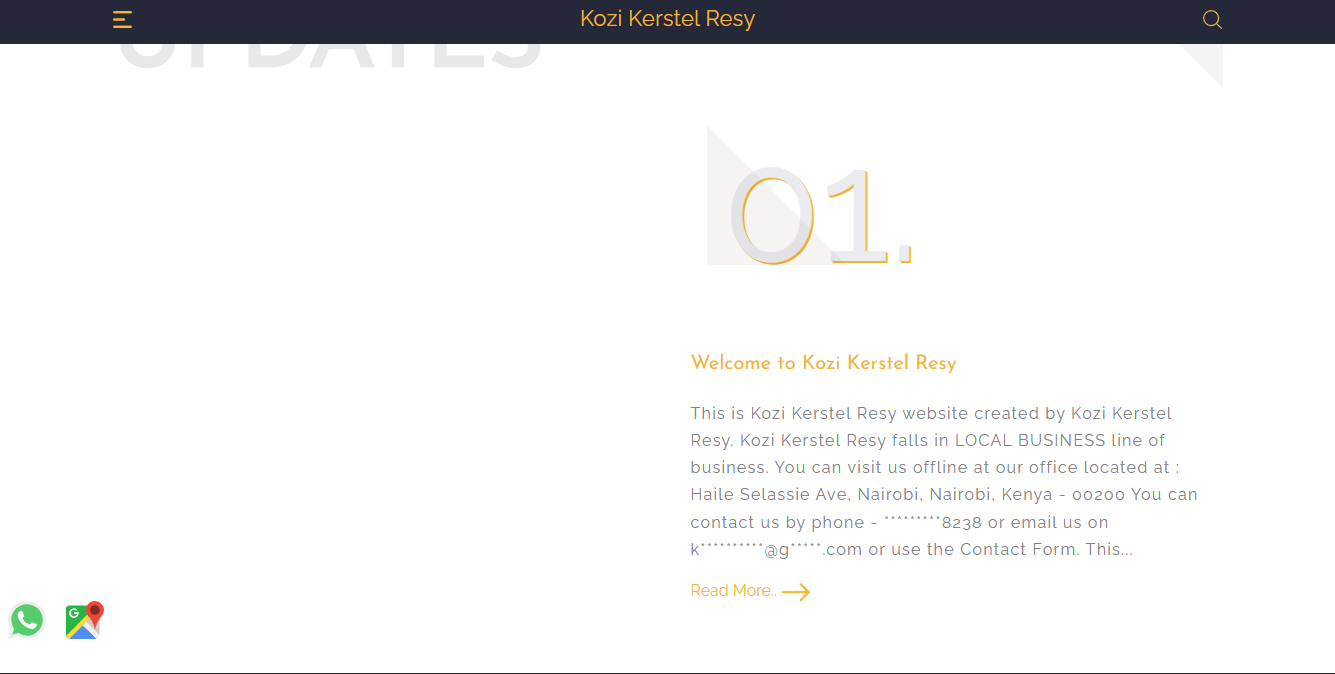 Kozi Kerstel Resy
UPDATES
01.
Welcome to Kozi Kerstel Resy
This is Kozi Kerstel Resy website created by Kozi Kerstel
Resy. Kozi Kerstel Resy falls in LOCAL BUSINESS line of
business. You can visit us offline at our office located at :
Haile Selassie Ave, Nairobi, Nairobi, Kenya - 00200 You can
contact us by phone - *********8238 or email us on
k**********@g*****.com or use the Contact Form. This...
Read More..
G